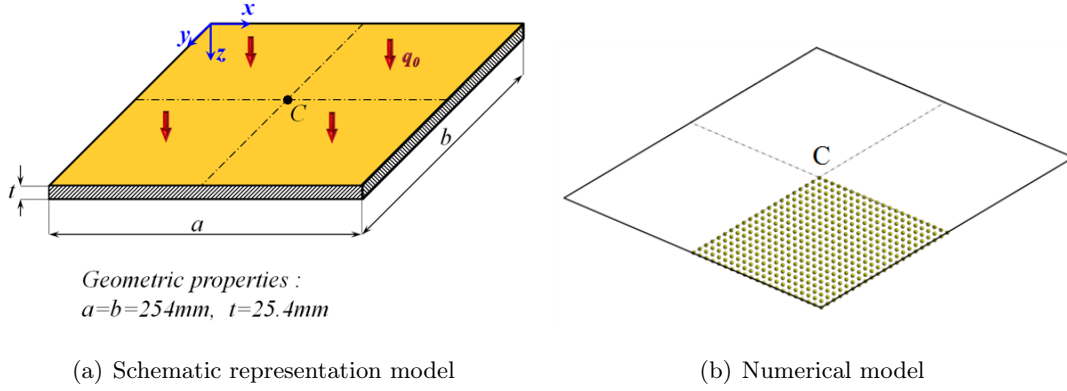 x
y
z
q0
C
b
t
a
Geometric properties :
a=b=254mm, t=25.4mm
(a) Schematic representation model
C
(b) Numerical model